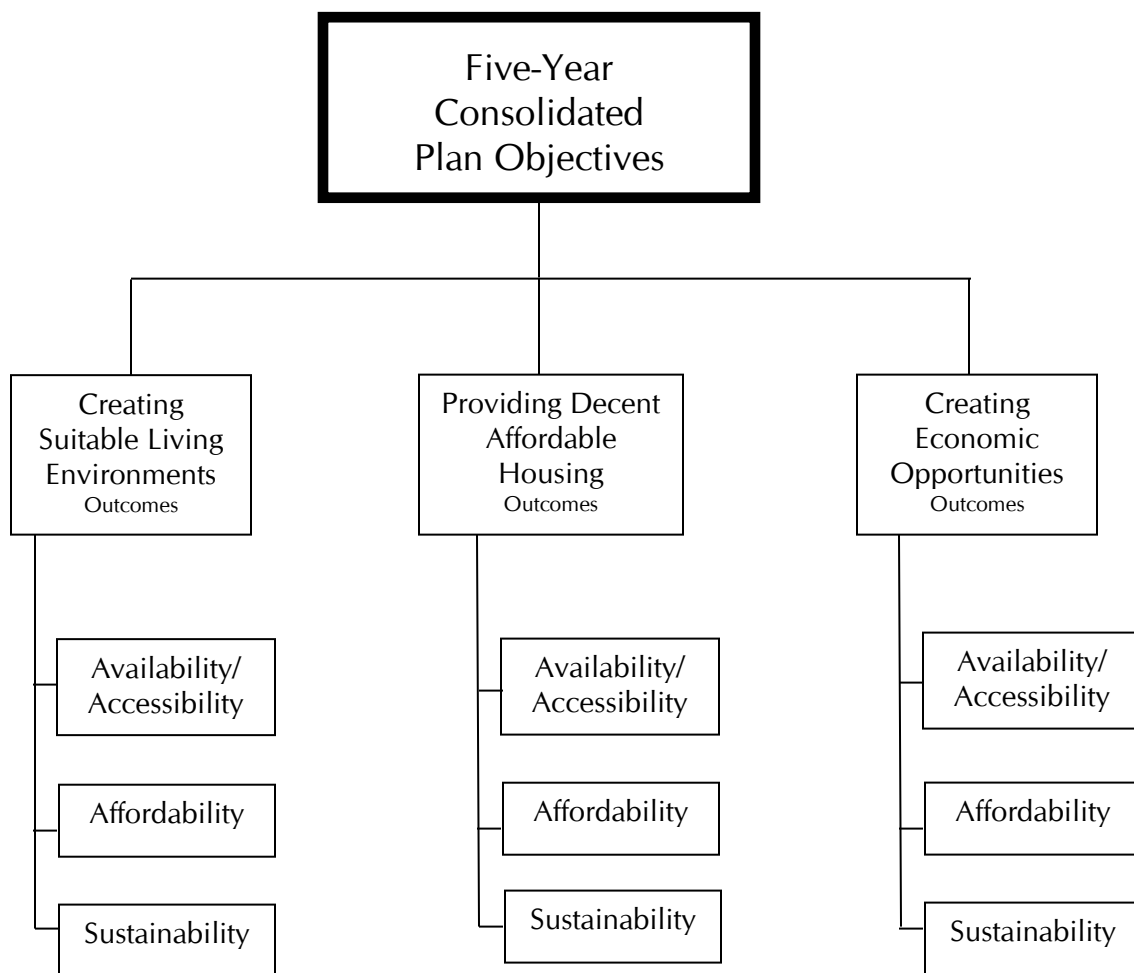 Five-Year
Consolidated
Plan Objectives
Creating
Suitable Living
Environments
Outcomes
Availability/
Accessibility
Affordability
Sustainability
Providing Decent
Affordable
Housing
Outcomes
Availability/
Accessibility
Affordability
Sustainability
Creating
Economic
Opportunities
Outcomes
Availability/
Accessibility
Affordability
Sustainability